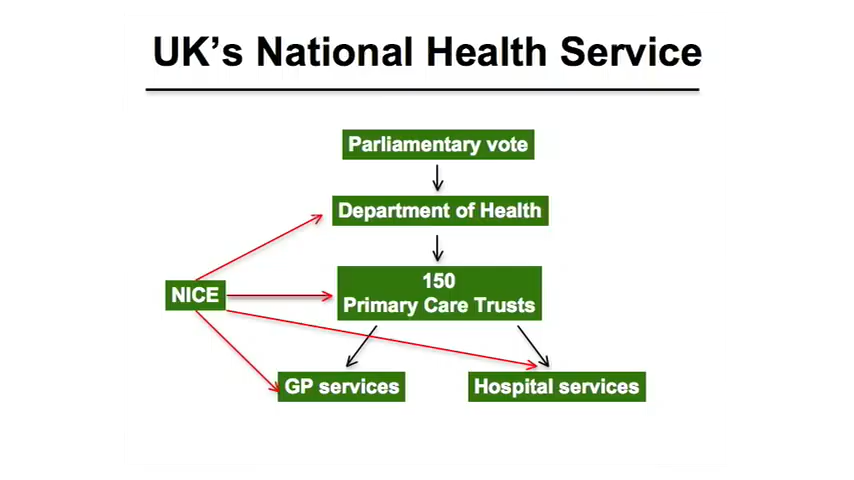 UK’s National Health Service
Parliamentary vote
Department of Health
NICE
150
Primary Care Trusts
GP services
Hospital services